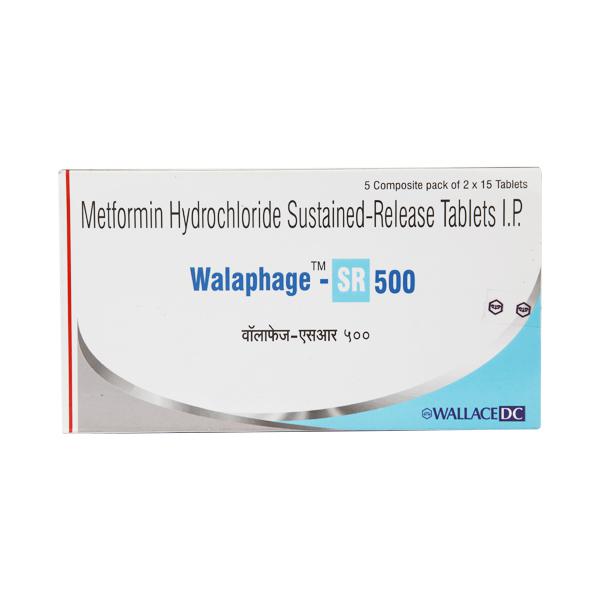 5 Composite pack of 2 x 15 Tablets
Metformin Hydrochloride Sustained-Release Tablets I.P.
Walaphage™- SR 500
वॉलाफेज-एसआर ५००
WALLACE DC